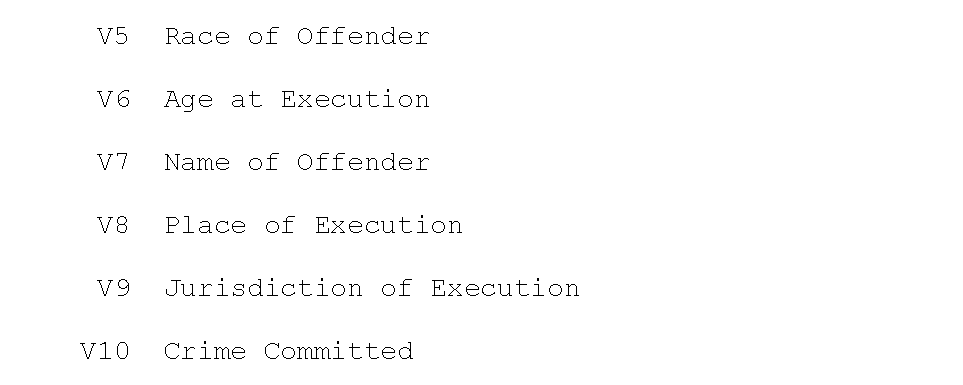 V5 Race of Offender
V6 Age at Execution
V7 Name of Offender
V8 Place of Execution
V9 Jurisdiction of Execution
V10 Crime Committed